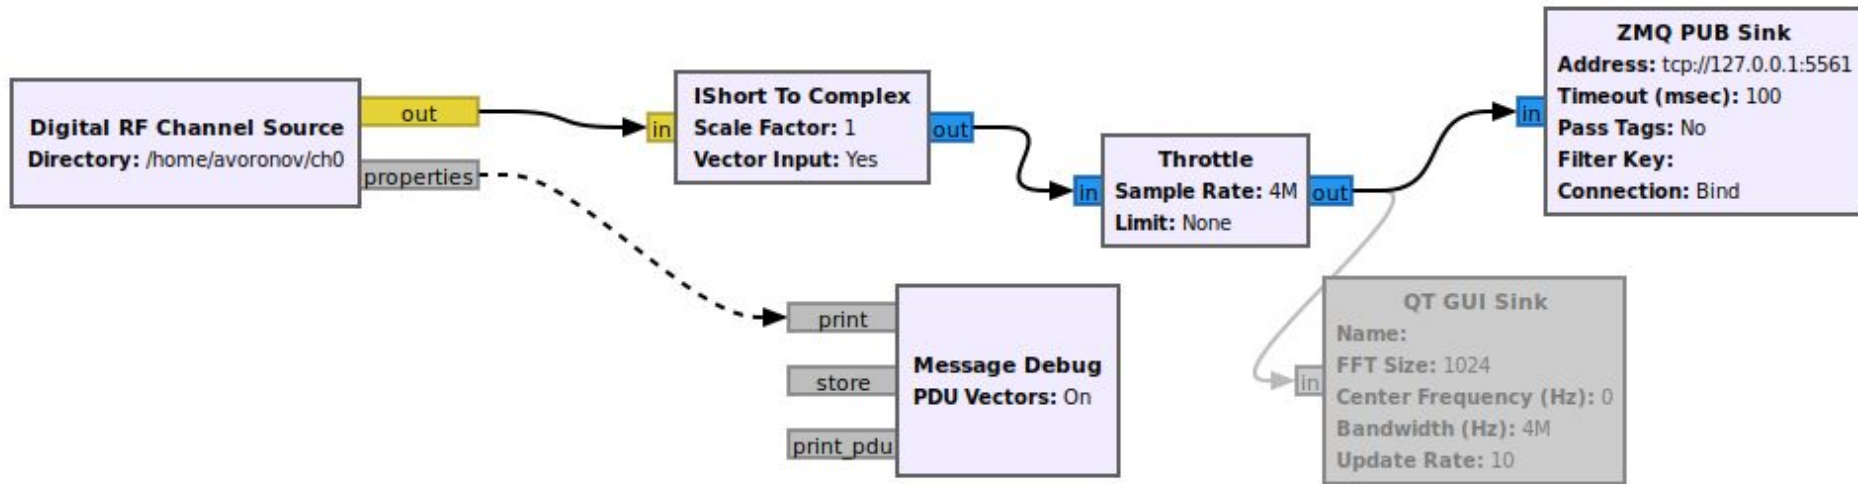 Digital RF Channel Source
Directory: /home/avoronov/ch0
out
properties
in
IShort To Complex
Scale Factor: 1
Vector Input: Yes
out
in
Throttle
Sample Rate: 4M
Limit: None
out
in
ZMQ PUB Sink
Address: tcp://127.0.0.1:5561
Timeout (msec): 100
Pass Tags: No
Filter Key:
Connection: Bind
print
store
print_pdu
Message Debug
PDU Vectors: On
in
QT GUI Sink
Name:
FFT Size: 1024
Center Frequency (Hz): 0
Bandwidth (Hz): 4M
Update Rate: 10